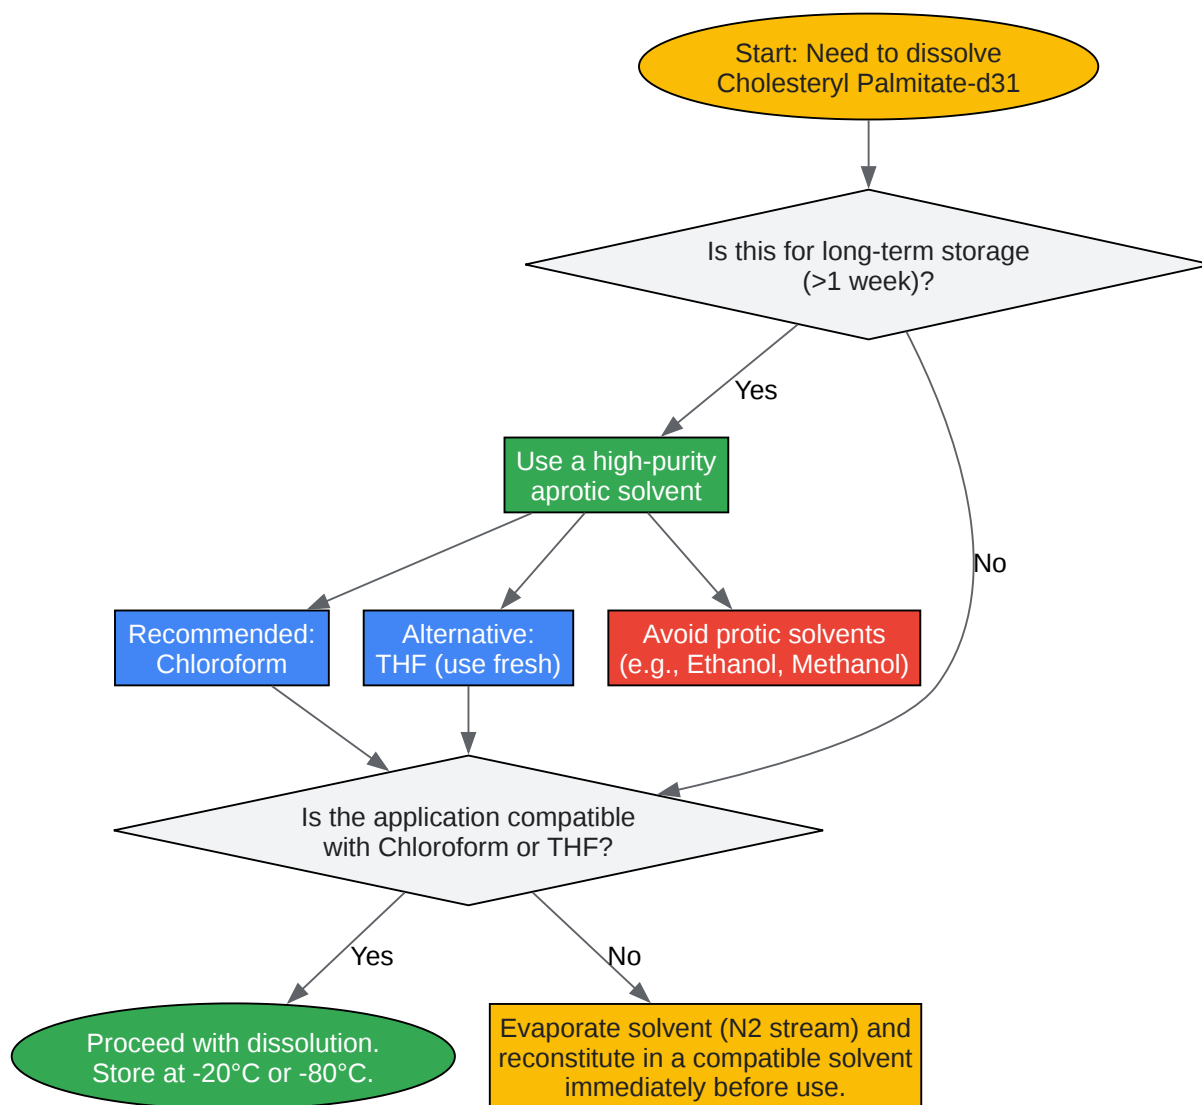 Start: Need to dissolve
Cholesteryl Palmitate-d31
Is this for long-term storage
(>1 week)?
Yes
Use a high-purity
aprotic solvent
No
Recommended:
Chloroform
Alternative:
THF (use fresh)
Avoid protic solvents
(e.g., Ethanol, Methanol)
Is the application compatible
with Chloroform or THF?
Yes
No
Proceed with dissolution.
Store at -20°C or -80°C.
Evaporate solvent (N2 stream) and
reconstitute in a compatible solvent
immediately before use.